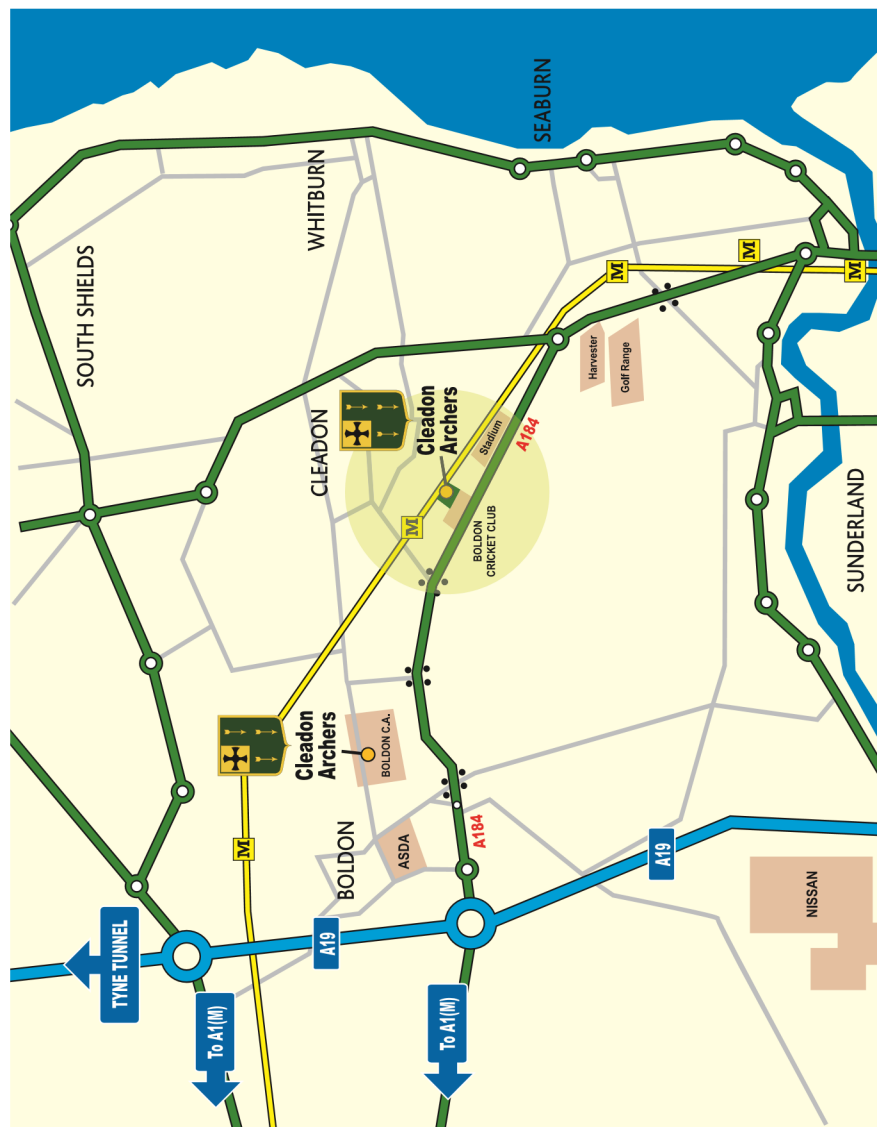 SOUTH SHIELDS
WHITBURN
SEABURN
CLEADON
Cleadon
Archers
M
Stadium
A184
BOLDON
CRICKET CLUB
Harvester
Golf Range
M
M
M
SUNDERLAND
Cleadon
Archers
BOLDON C.A.
M
BOLDON
ASDA
A184
A19
A19
NISSAN
TYNE TUNNEL
To A1(M)
To A1(M)